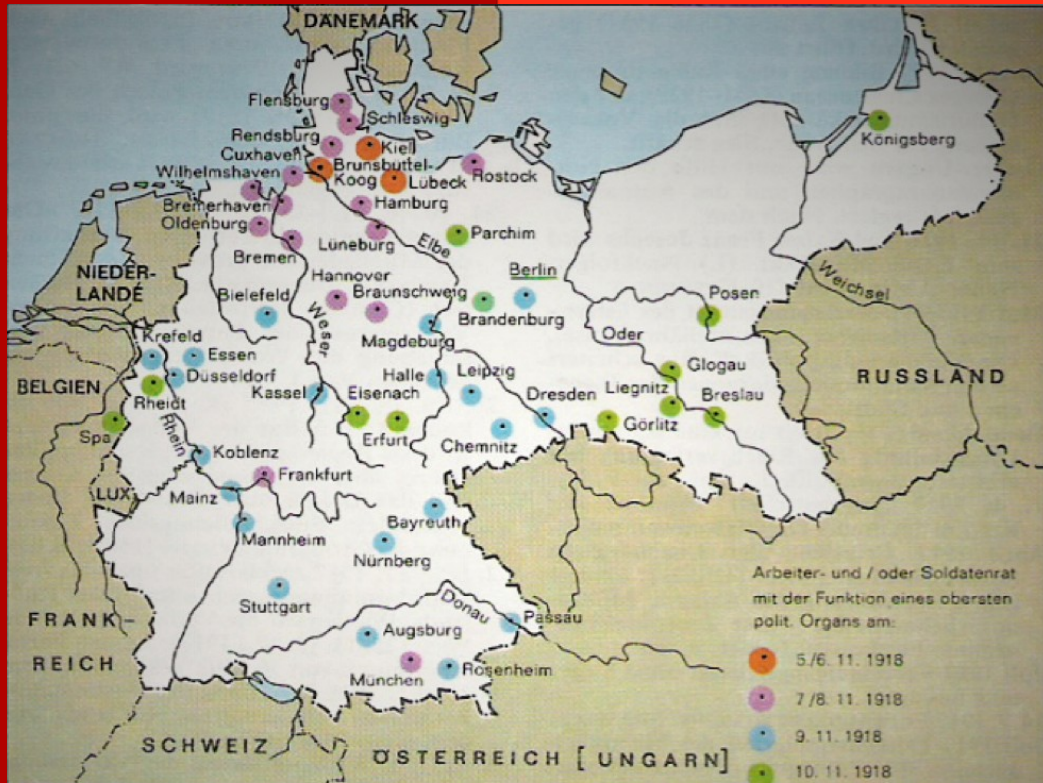 DÄNEMARK
Flensburg
Schleswig
Rendsburg
Kiel
Cuxhaven
Brunsbüttel-
Koog
Wilhelmshaven
Lübeck
Rostock
Königsberg
Bremerhaven
Hamburg
Oldenburg
Lüneburg
Parchim
Bremen
Elbe
NIEDER-
LANDE
Hannover
Berlin
Weichsel
Bielefeld
Braunschweig
Posen
Weser
Brandenburg
Krefeld
Magdeburg
Oder
Essen
Glogau
BELGIEN
Düsseldorf
Halle
Leipzig
Liegnitz
RUSSLAND
Rheidt
Kassel
Eisenach
Dresden
Breslau
Spa
Rhein
Erfurt
Chemnitz
Görlitz
Koblenz
LUX
Frankfurt
Mainz
Bayreuth
Mannheim
Nürnberg
Stuttgart
Donau
Passau
FRANK-
REICH
Augsburg
München
Rosenheim
SCHWEIZ
ÖSTERREICH [ UNGARN]
Arbeiter- und / oder Soldatenrat
mit der Funktion eines obersten
polit. Organs am:
5./6. 11. 1918
7./8. 11. 1918
9. 11. 1918
10. 11. 1918